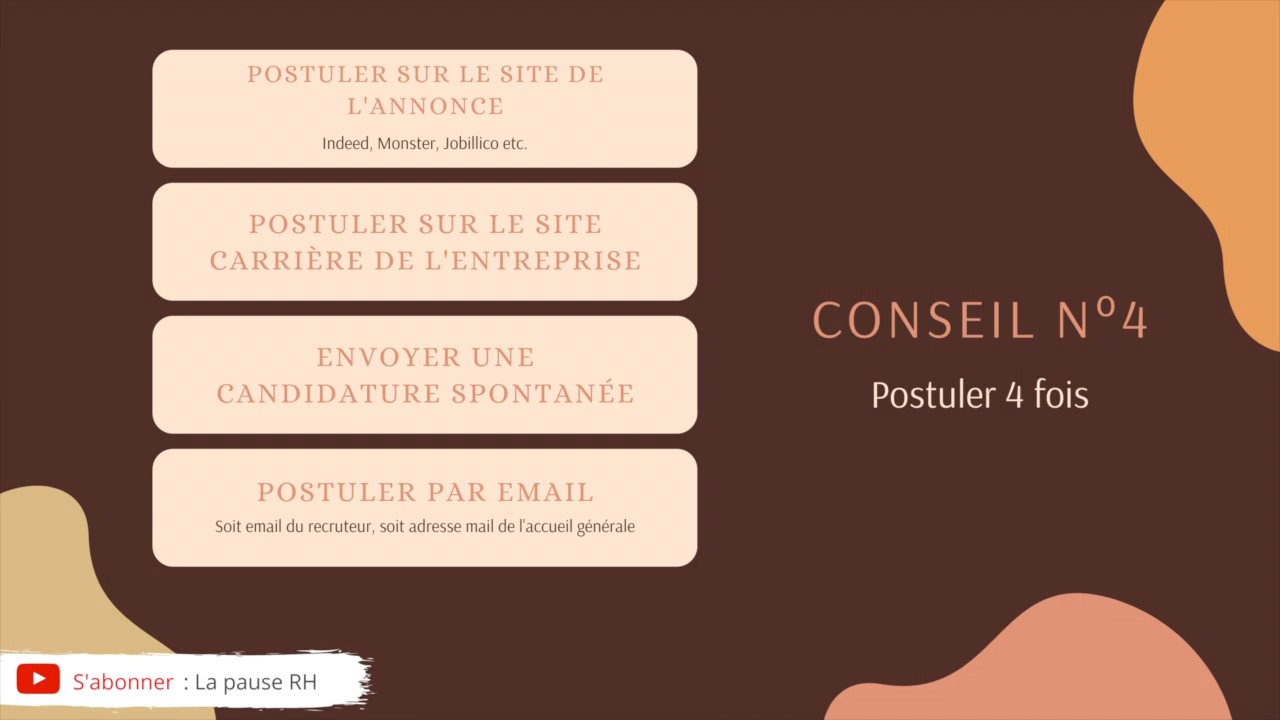 POSTULER SUR LE SITE DE
L'ANNONCE
Indeed, Monster, Jobillico etc.
POSTULER SUR LE SITE
CARRIÈRE DE L'ENTREPRISE
ENVOYER UNE
CANDIDATURE SPONTANÉE
POSTULER PAR EMAIL
Soit email du recruteur, soit adresse mail de l'accueil générale
CONSEIL Nº4
Postuler 4 fois
S'abonner : La pause RH